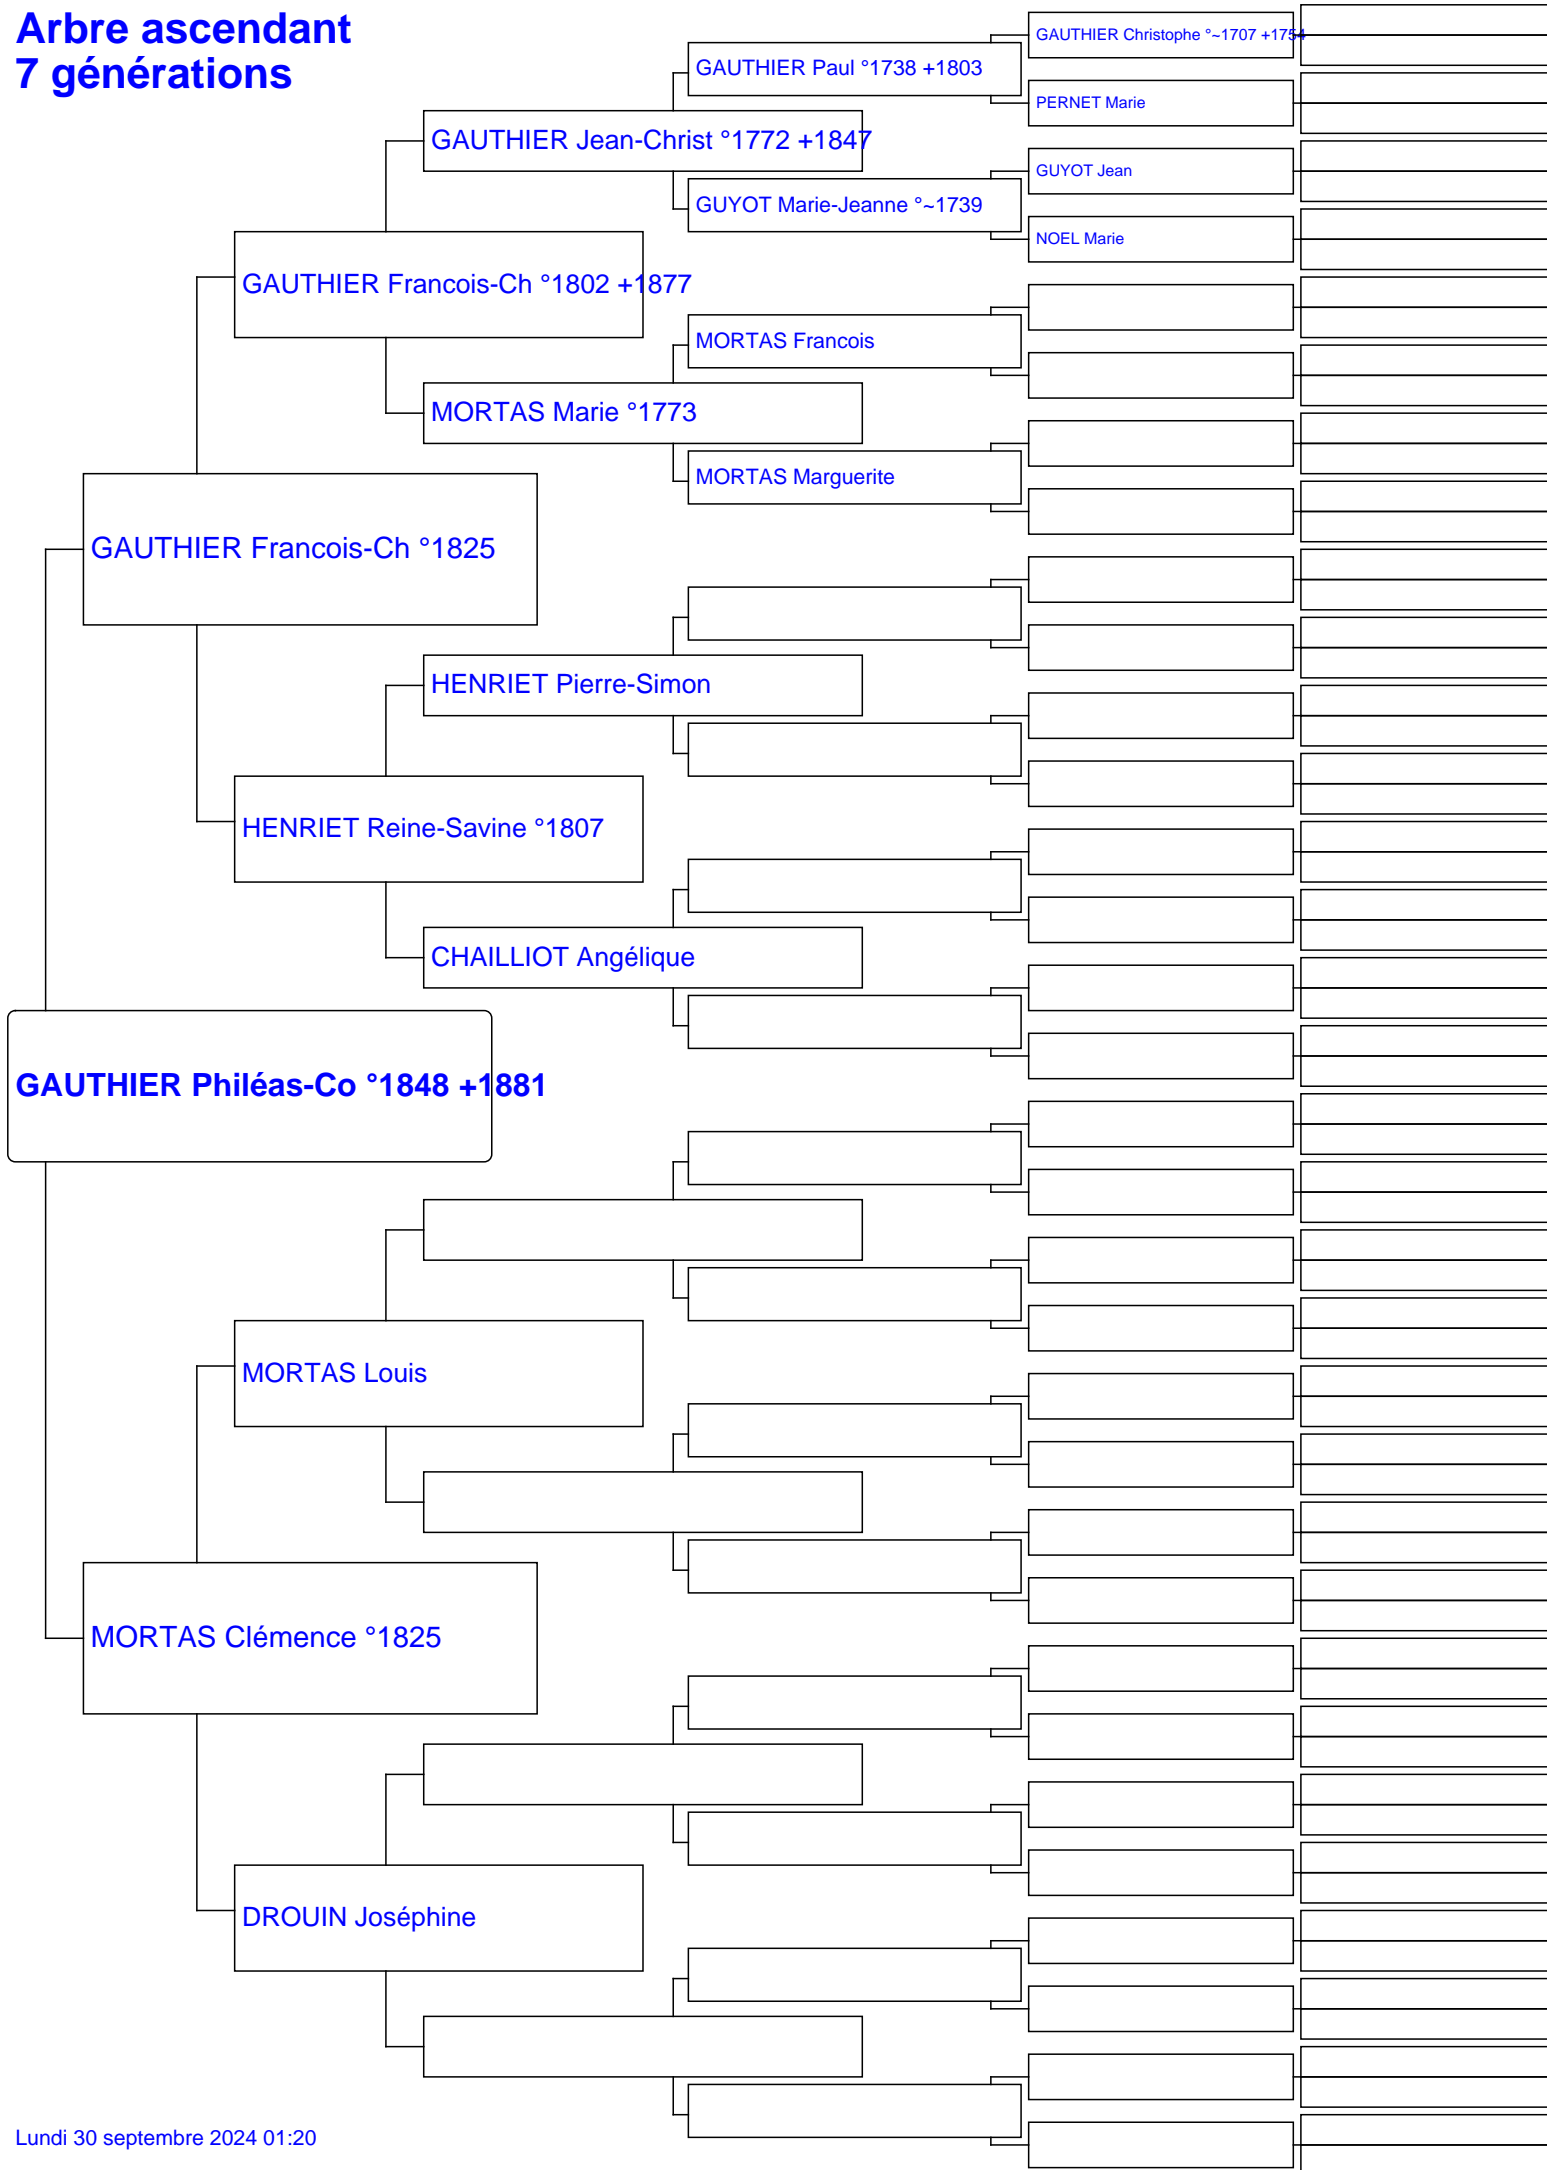 Arbre ascendant
7 générations
GAUTHIER Christophe °~1707 +1754
GAUTHIER Paul °1738 +1803
PERNET Marie
GAUTHIER Jean-Christ °1772 +1847
GUYOT Jean
GUYOT Marie-Jeanne °~1739
NOEL Marie
GAUTHIER Francois-Ch °1802 +1877
MORTAS Francois
MORTAS Marie °1773
MORTAS Marguerite
GAUTHIER Francois-Ch °1825
HENRIET Pierre-Simon
HENRIET Reine-Savine °1807
CHAILLIOT Angélique
GAUTHIER Philéas-Co °1848 +1881
MORTAS Louis
MORTAS Clémence °1825
DROUIN Joséphine
Lundi 30 septembre 2024 01:20